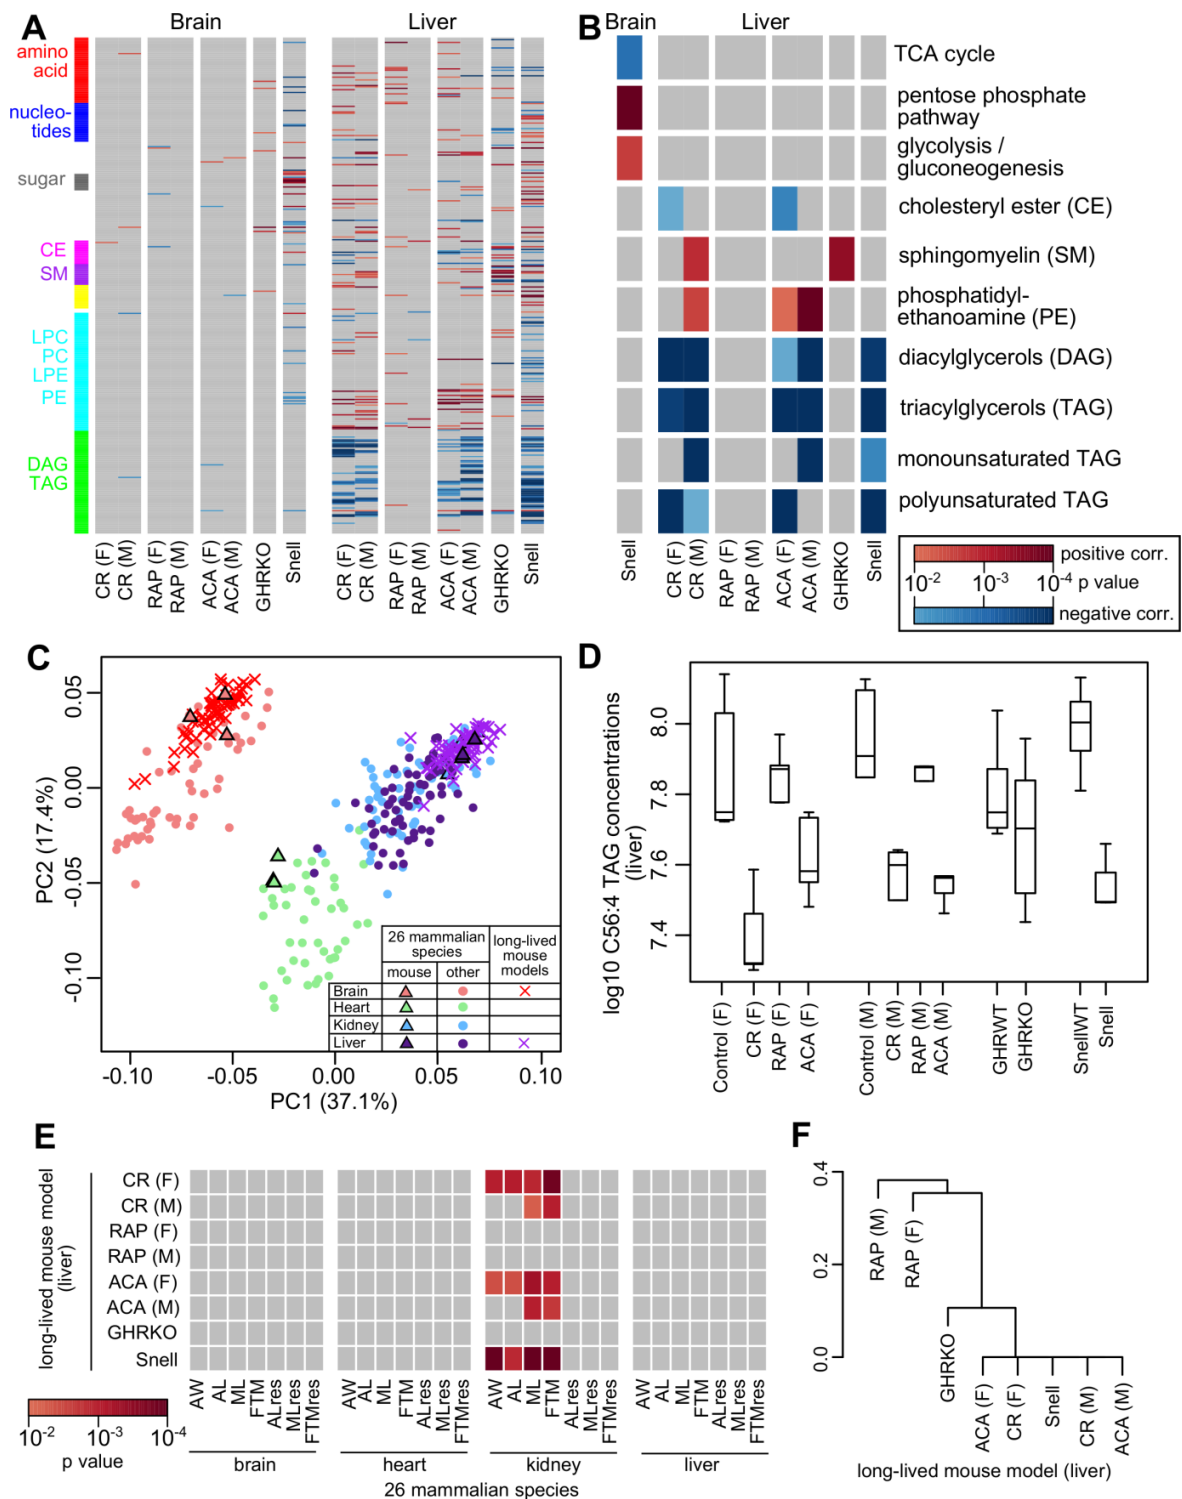 A
Brain
Liver
amino
acid
nucleo-
tides
sugar
CE
SM
LPC
PC
LPE
PE
DAG
TAG
CR (F)
CR (M)
RAP (F)
RAP (M)
ACA (F)
ACA (M)
GHRKO
Snell
CR (F)
CR (M)
RAP (F)
RAP (M)
ACA (F)
ACA (M)
GHRKO
Snell
B
Brain
Liver
TCA cycle
pentose phosphate
pathway
glycolysis /
gluconeogenesis
cholesteryl ester (CE)
sphingomyelin (SM)
phosphatidyl-
ethanoamine (PE)
diacylglycerols (DAG)
triacylglycerols (TAG)
monounsaturated TAG
polyunsaturated TAG
Snell
CR (F)
CR (M)
RAP (F)
RAP (M)
ACA (F)
ACA (M)
GHRKO
Snell
positive corr.
10-2 10-3 10-4 p value
negative corr.
C
PC2 (17.4%)
0.05
0.00
-0.05
-0.10
-0.10 -0.05 0.00 0.05 0.10
PC1 (37.1%)
26 mammalian
species
long-lived
mouse
models
mouse other
Brain
Heart
Kidney
Liver
D
log10 C56:4 TAG concentrations
(liver)
8.0
7.8
7.6
7.4
Control (F)
CR (F)
RAP (F)
ACA (F)
Control (M)
CR (M)
RAP (M)
ACA (M)
GHRWT
GHRKO
SnellWT
Snell
E
long-lived mouse model
(liver)
CR (F)
CR (M)
RAP (F)
RAP (M)
ACA (F)
ACA (M)
GHRKO
Snell
AW AL ML FTM ALres MLres FTMres
AW AL ML FTM ALres MLres FTMres
AW AL ML FTM ALres MLres FTMres
AW AL ML FTM ALres MLres FTMres
brain heart kidney liver
26 mammalian species
10-2 10-3 10-4
p value
F
0.4
0.2
0.0
RAP (M)
RAP (F)
GHRKO
ACA (F)
CR (F)
Snell
CR (M)
ACA (M)
long-lived mouse model (liver)